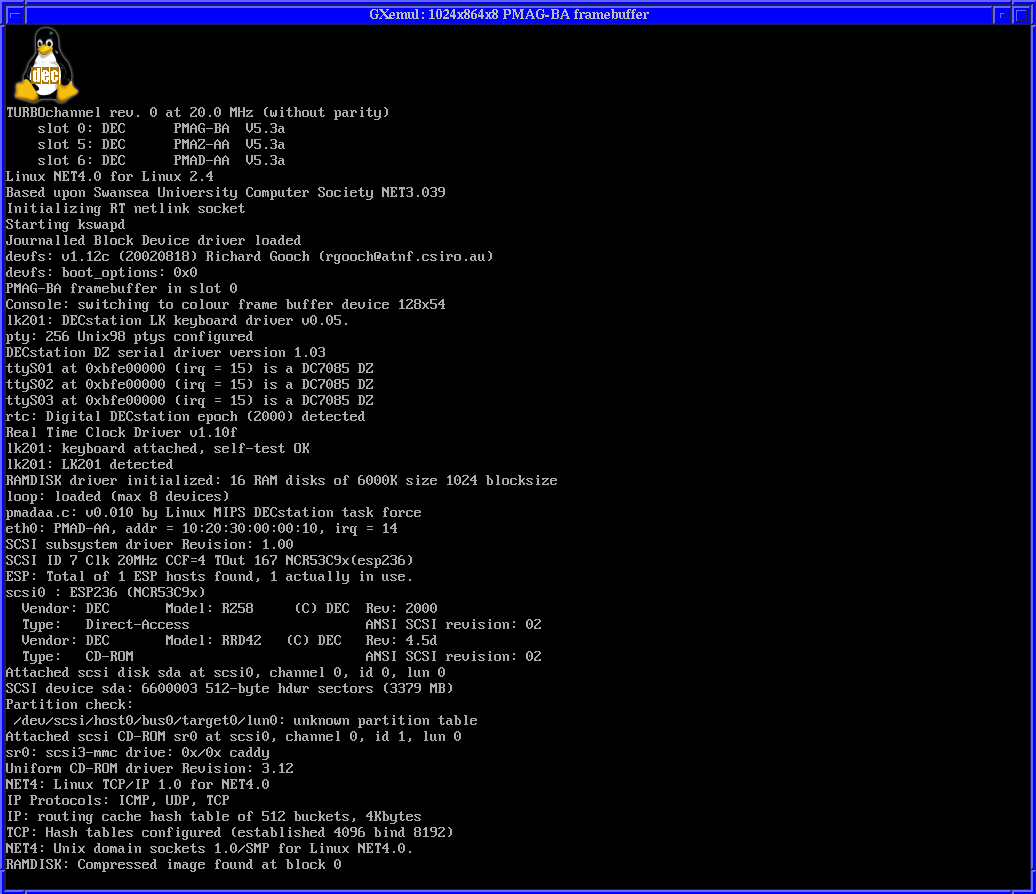 GXemul: 1024x864x8 PMAG-BA framebuffer
dec
TURBOchannel rev. 0 at 20.0 MHz (without parity)
    slot 0: DEC      PMAG-BA  V5.3a
    slot 5: DEC      PMAZ-AA  V5.3a
    slot 6: DEC      PMAD-AA  V5.3a
Linux NET4.0 for Linux 2.4
Based upon Swansea University Computer Society NET3.039
Initializing RT netlink socket
Starting kswapd
Journalled Block Device driver loaded
devfs: v1.12c (20020818) Richard Gooch (rgooch@atnf.csiro.au)
devfs: boot_options: 0x0
PMAG-BA framebuffer in slot 0
Console: switching to colour frame buffer device 128x54
lk201: DECstation LK keyboard driver v0.05.
pty: 256 Unix98 ptys configured
DECstation DZ serial driver version 1.03
ttyS01 at 0xbfe00000 (irq = 15) is a DC7085 DZ
ttyS02 at 0xbfe00000 (irq = 15) is a DC7085 DZ
ttyS03 at 0xbfe00000 (irq = 15) is a DC7085 DZ
rtc: Digital DECstation epoch (2000) detected
Real Time Clock Driver v1.10f
lk201: keyboard attached, self-test OK
lk201: LK201 detected
RAMDISK driver initialized: 16 RAM disks of 6000K size 1024 blocksize
loop: loaded (max 8 devices)
pmadaa.c: v0.010 by Linux MIPS DECstation task force
eth0: PMAD-AA, addr = 10:20:30:00:00:10, irq = 14
SCSI subsystem driver Revision: 1.00
SCSI ID 7 Clk 20MHz CCF=4 TOut 167 NCR53C9x(esp236)
ESP: Total of 1 ESP hosts found, 1 actually in use.
scsi0 : ESP236 (NCR53C9x)
  Vendor: DEC       Model: RZ58     (C) DEC  Rev: 2000
  Type:   Direct-Access                      ANSI SCSI revision: 02
  Vendor: DEC       Model: RRD42   (C) DEC   Rev: 4.5d
  Type:   CD-ROM                             ANSI SCSI revision: 02
Attached scsi disk sda at scsi0, channel 0, id 0, lun 0
SCSI device sda: 6600003 512-byte hdwr sectors (3379 MB)
Partition check:
 /dev/scsi/host0/bus0/target0/lun0: unknown partition table
Attached scsi CD-ROM sr0 at scsi0, channel 0, id 1, lun 0
sr0: scsi3-mmc drive: 0x/0x caddy
Uniform CD-ROM driver Revision: 3.12
NET4: Linux TCP/IP 1.0 for NET4.0
IP Protocols: ICMP, UDP, TCP
IP: routing cache hash table of 512 buckets, 4Kbytes
TCP: Hash tables configured (established 4096 bind 8192)
NET4: Unix domain sockets 1.0/SMP for Linux NET4.0.
RAMDISK: Compressed image found at block 0